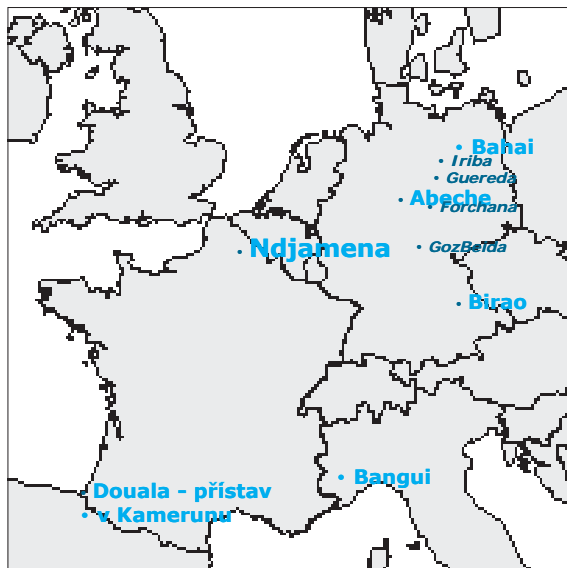 Bahai
Iriba
Guereda
Abeche
Forchana
Ndjamena
GozBeida
Birao
Bangui
Douala - přístav
v Kamerunu